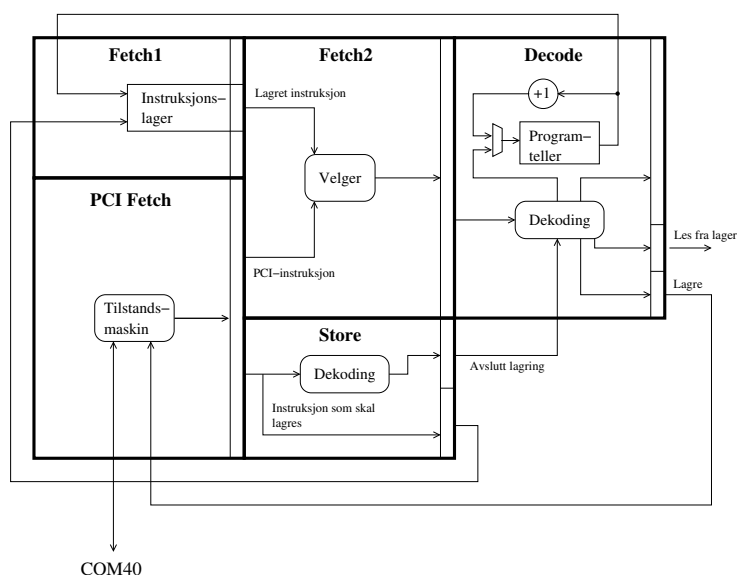 Fetch1
Fetch2
Decode
Instruksjons-
lager
Lagret instruksjon
+1
Program-
teller
Velger
PCI Fetch
Dekoding
Les fra lager
PCI-instruksjon
Lagre
Tilstands-
maskin
Store
Dekoding
Avslutt lagring
Instruksjon som skal
lagres
COM40